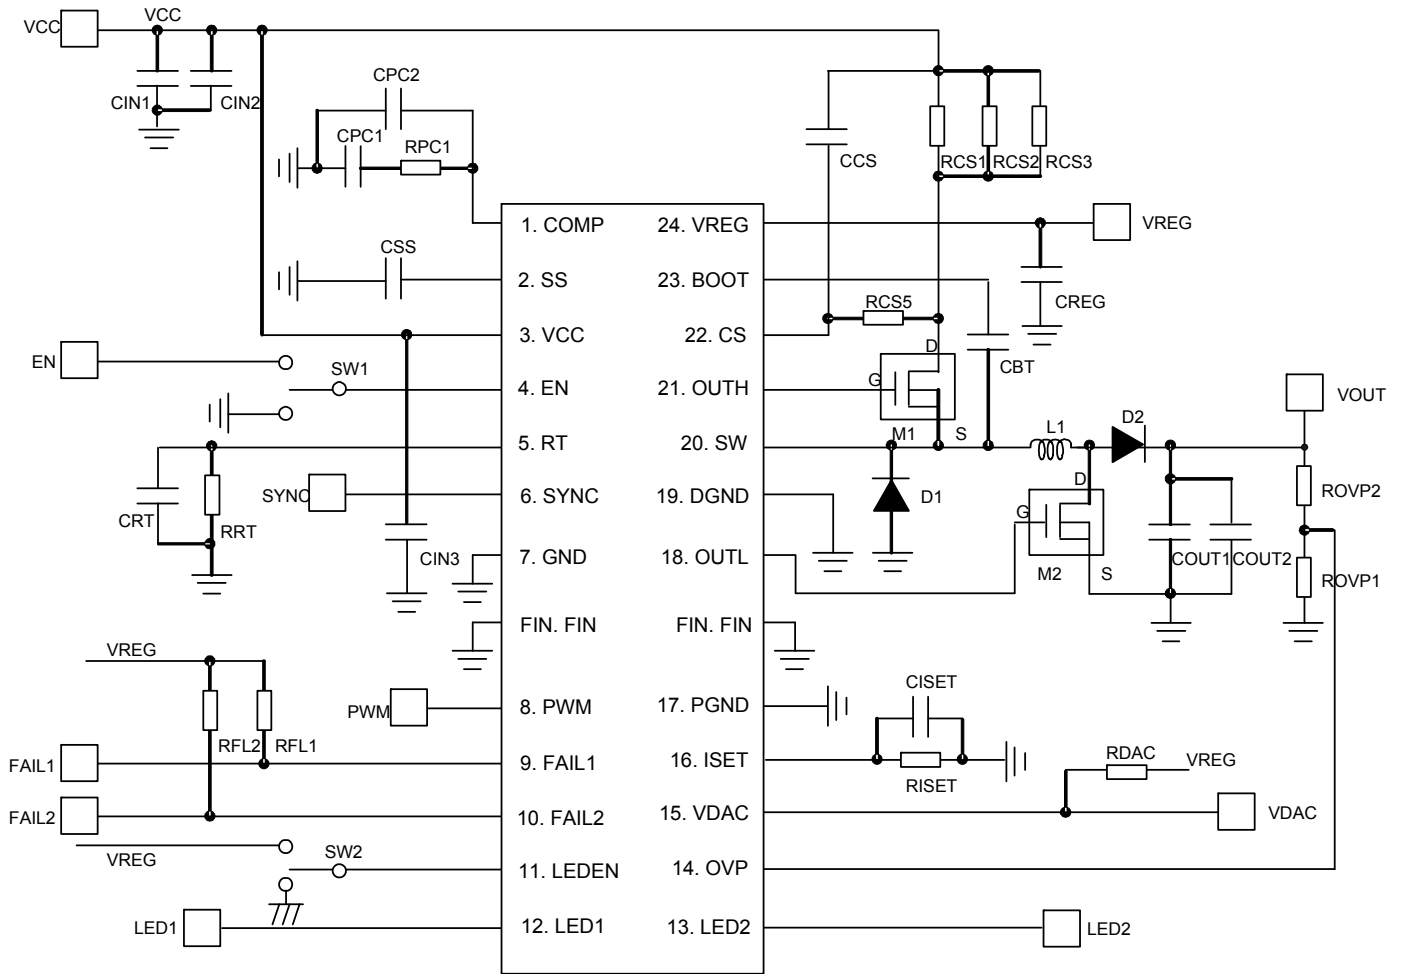 VCC
VCC
CIN1
CIN2
CPC2
CPC1
RPC1
CCS
RCS1
RCS2
RCS3
1. COMP
24. VREG
VREG
CSS
2. SS
23. BOOT
CREG
RCS5
3. VCC
22. CS
CBT
EN
SW1
4. EN
21. OUTH
G
D
M1
S
VOUT
5. RT
20. SW
L1
D2
SYNC
6. SYNC
19. DGND
D1
D
G
ROVP2
CRT
RRT
CIN3
7. GND
18. OUTL
M2
S
COUT1
COUT2
ROVP1
FIN. FIN
FIN. FIN
VREG
RFL2
RFL1
PWM
8. PWM
17. PGND
CISET
FAIL1
9. FAIL1
16. ISET
RISET
RDAC
VREG
FAIL2
10. FAIL2
15. VDAC
VDAC
VREG
SW2
11. LEDEN
14. OVP
LED1
12. LED1
13. LED2
LED2